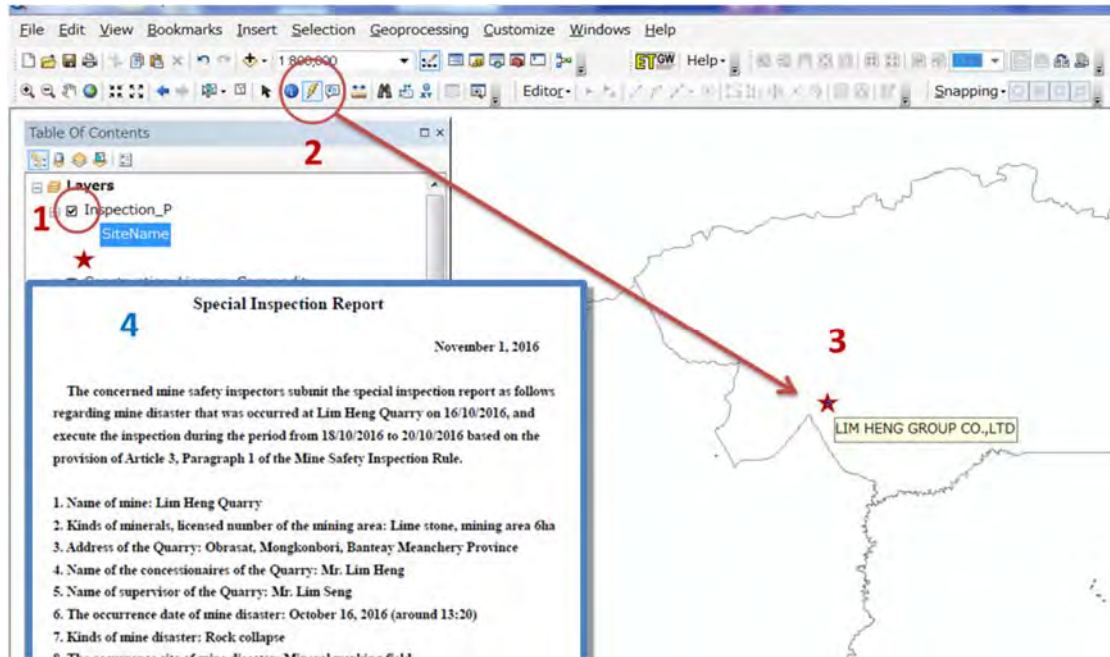 File Edit View Bookmarks Insert Selection Geoprocessing Customize Windows Help
1:800,000
ET GW Help
Editor Snapping
Table Of Contents
2
Layers
1 Inspection_P
SiteName
3
LIM HENG GROUP CO.,LTD
4
Special Inspection Report
November 1, 2016
The concerned mine safety inspectors submit the special inspection report as follows
regarding mine disaster that was occurred at Lim Heng Quarry on 16/10/2016, and
execute the inspection during the period from 18/10/2016 to 20/10/2016 based on the
provision of Article 3, Paragraph 1 of the Mine Safety Inspection Rule.
1. Name of mine: Lim Heng Quarry
2. Kinds of minerals, licensed number of the mining area: Lime stone, mining area 6ha
3. Address of the Quarry: Obrasat, Mongkonbori, Banteay Meanchery Province
4. Name of the concessionaires of the Quarry: Mr. Lim Heng
5. Name of supervisor of the Quarry: Mr. Lim Seng
6. The occurrence date of mine disaster: October 16, 2016 (around 13:20)
7. Kinds of mine disaster: Rock collapse